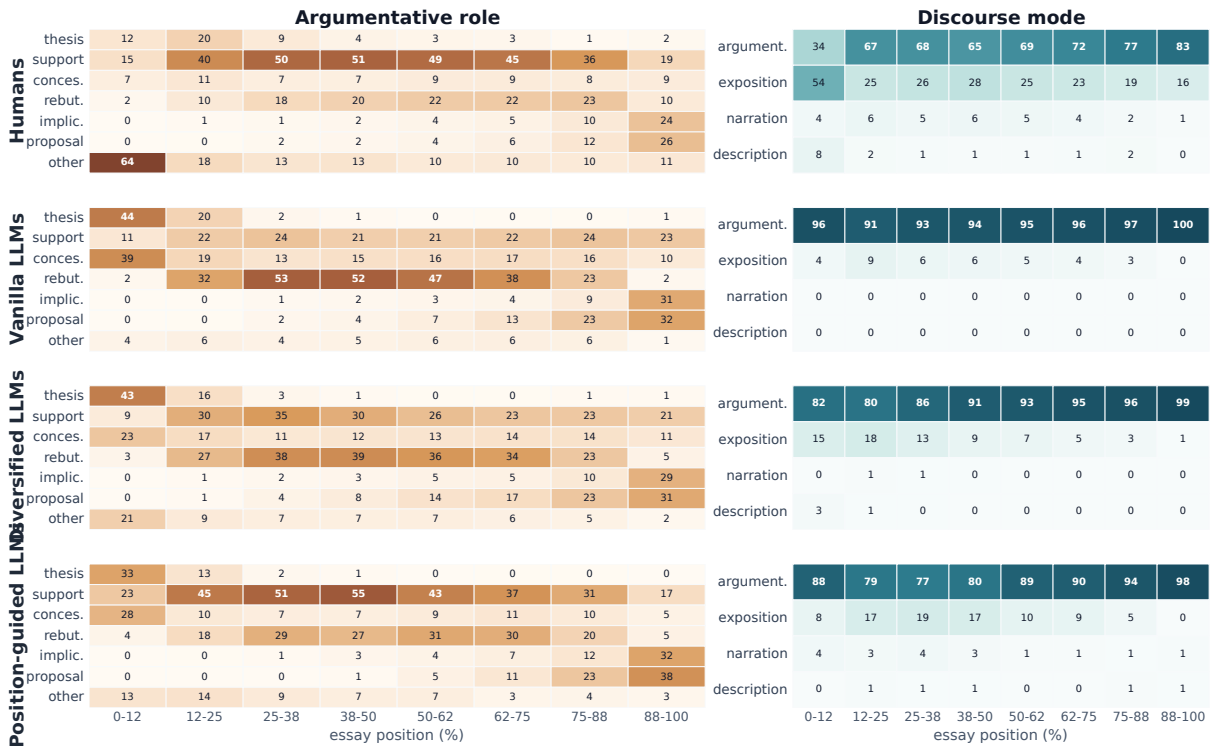 Argumentative role Discourse mode
Humans
thesis 12 20 9 4 3 3 1 2
support 15 40 50 51 49 45 36 19
conces. 7 11 7 7 9 9 8 9
rebut. 2 10 18 20 22 22 23 10
implic. 0 1 1 2 4 5 10 24
proposal 0 0 2 2 4 6 12 26
other 64 18 13 13 10 10 10 11
argument. 34 67 68 65 69 72 77 83
exposition 54 25 26 28 25 23 19 16
narration 4 6 5 6 5 4 2 1
description 8 2 1 1 1 1 2 0
Vanilla LLMs
thesis 44 20 2 1 0 0 0 1
support 11 22 24 21 21 22 24 23
conces. 39 19 13 15 16 17 16 10
rebut. 2 32 53 52 47 38 23 2
implic. 0 0 1 2 3 4 9 31
proposal 0 0 2 4 7 13 23 32
other 4 6 4 5 6 6 6 1
argument. 96 91 93 94 95 96 97 100
exposition 4 9 6 6 5 4 3 0
narration 0 0 0 0 0 0 0 0
description 0 0 0 0 0 0 0 0
Diversified LLMs
thesis 43 16 3 1 0 0 1 1
support 9 30 35 30 26 23 23 21
conces. 23 17 11 12 13 14 14 11
rebut. 3 27 38 39 36 34 23 5
implic. 0 1 2 3 5 5 10 29
proposal 0 1 4 8 14 17 23 31
other 21 9 7 7 7 6 5 2
argument. 82 80 86 91 93 95 96 99
exposition 15 18 13 9 7 5 3 1
narration 0 1 1 0 0 0 0 0
description 3 1 0 0 0 0 0 0
Position-guided LLMs
thesis 33 13 2 1 0 0 0 0
support 23 45 51 55 43 37 31 17
conces. 28 10 7 7 9 11 10 5
rebut. 4 18 29 27 31 30 20 5
implic. 0 0 1 3 4 7 12 32
proposal 0 0 0 1 5 11 23 38
other 13 14 9 7 7 3 4 3
0-12 12-25 25-38 38-50 50-62 62-75 75-88 88-100
essay position (%)
argument. 88 79 77 80 89 90 94 98
exposition 8 17 19 17 10 9 5 0
narration 4 3 4 3 1 1 1 1
description 0 1 1 1 0 0 1 1
0-12 12-25 25-38 38-50 50-62 62-75 75-88 88-100
essay position (%)